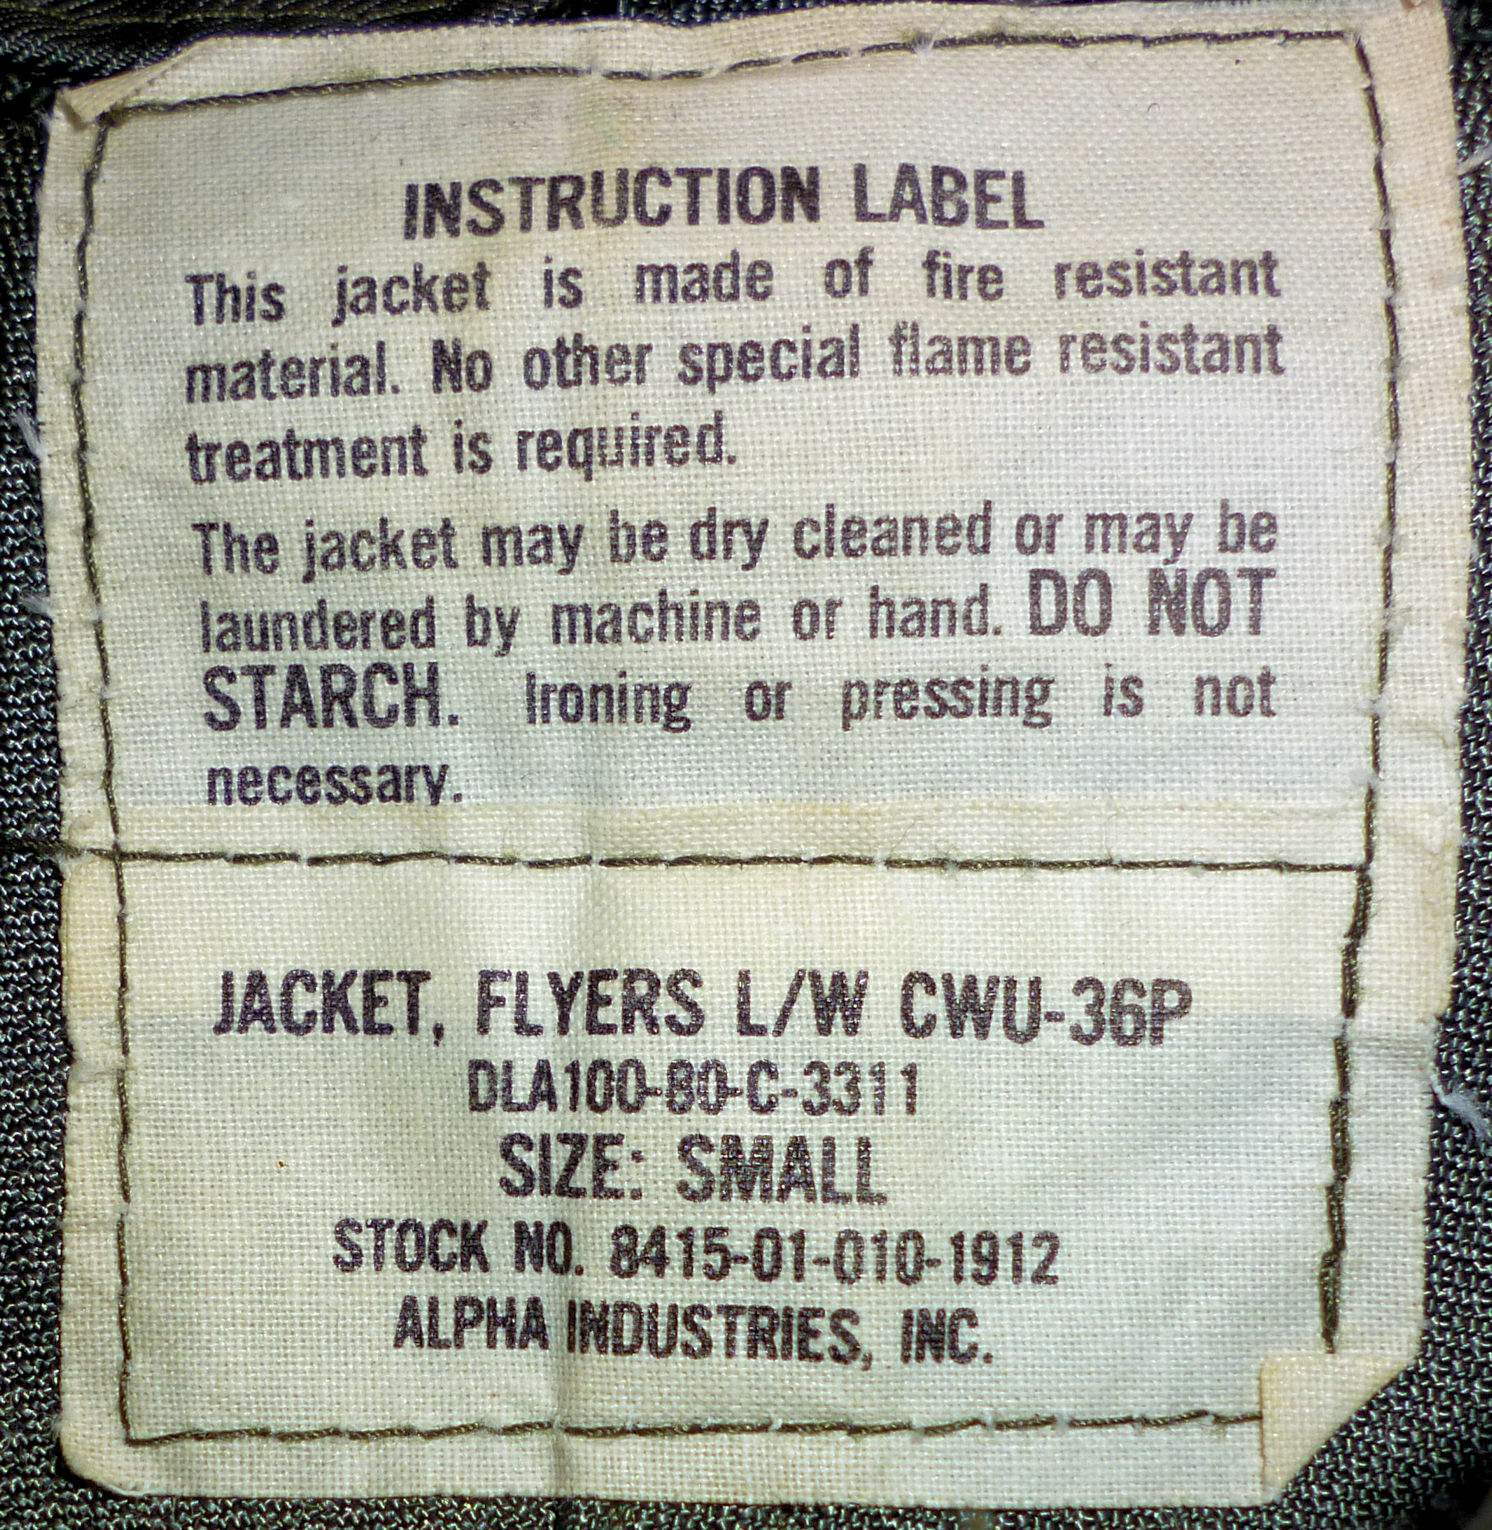 INSTRUCTION LABEL
This jacket is made of fire resistant
material. No other special flame resistant
treatment is required.
The jacket may be dry cleaned or may be
laundered by machine or hand. DO NOT
STARCH. Ironing or pressing is not
necessary.
JACKET, FLYERS L/W CWU-36P
DLA100-80-C-3311
SIZE: SMALL
STOCK NO. 8415-01-010-1912
ALPHA INDUSTRIES, INC.